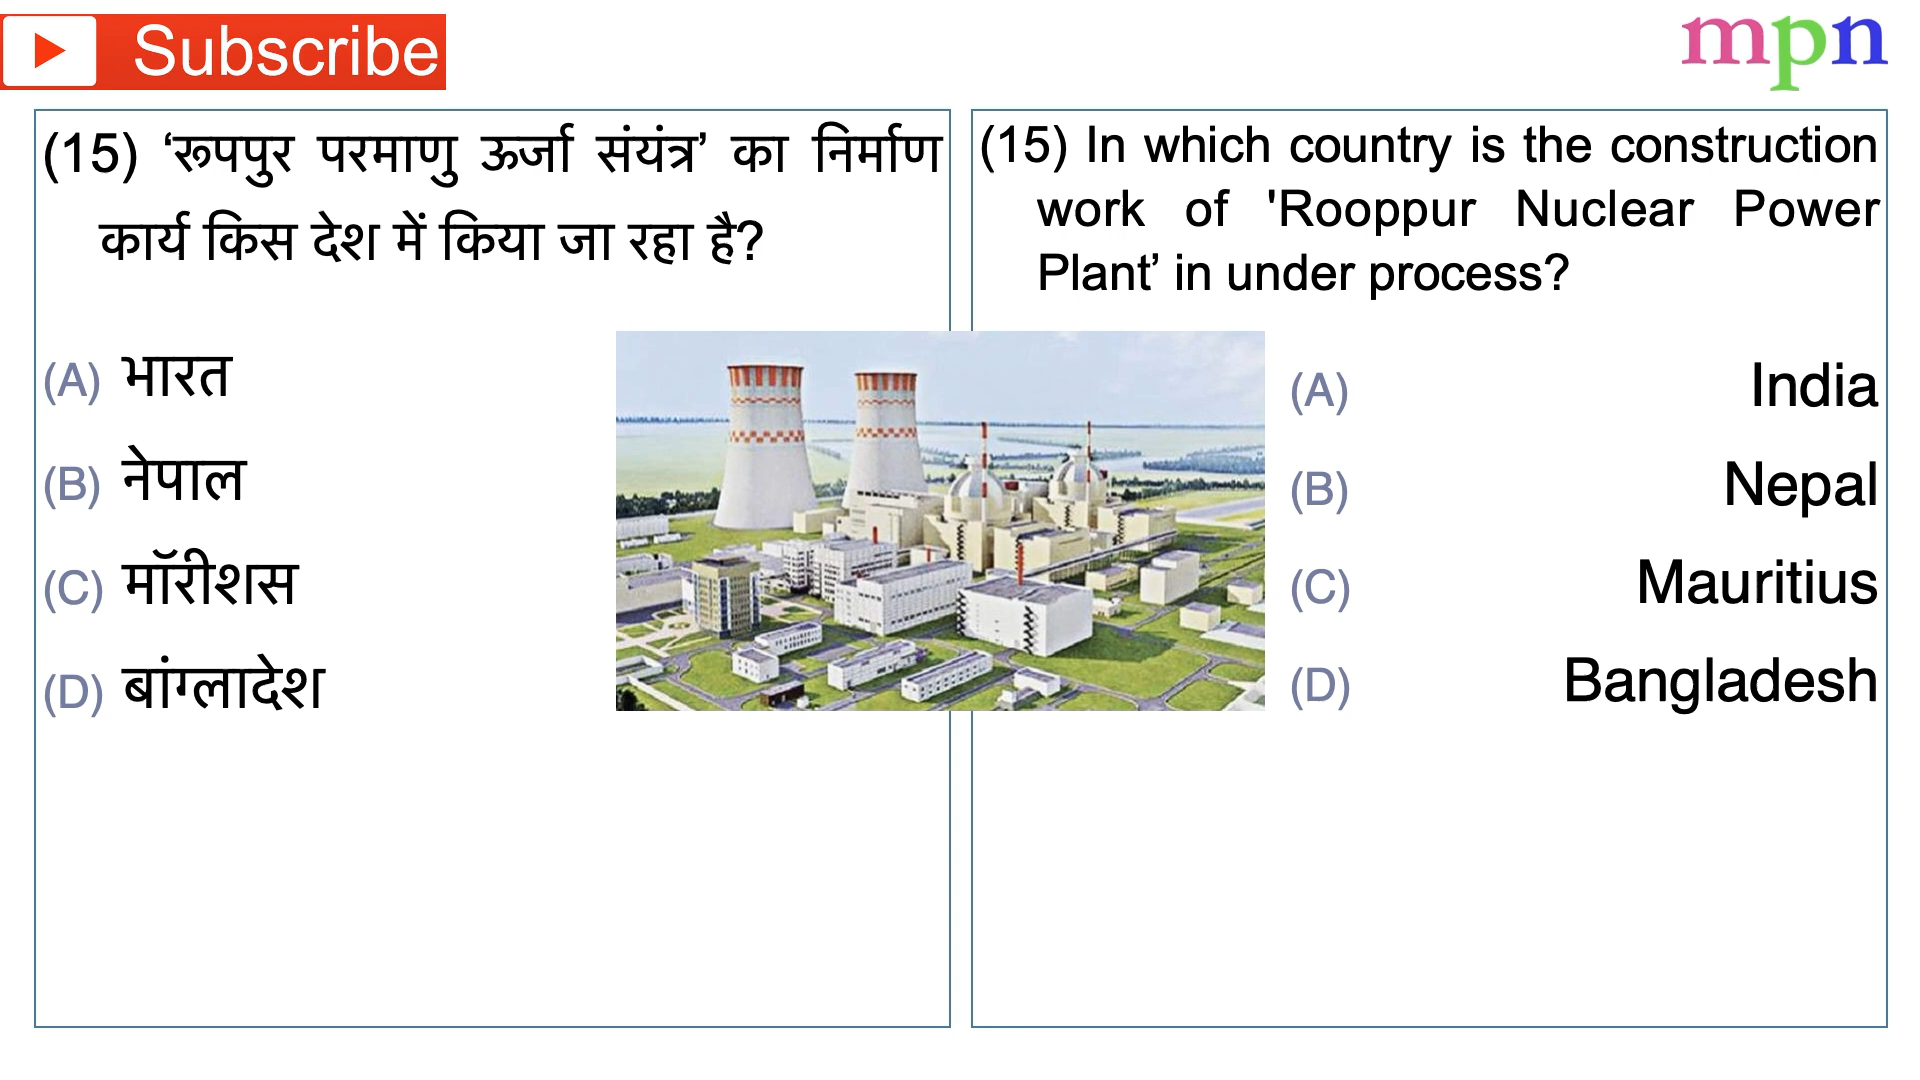 Subscribe
mpn
(15) ‘रूपपुर परमाणु ऊर्जा संयंत्र’ का निर्माण
कार्य किस देश में किया जा रहा है?
(A) भारत
(B) नेपाल
(C) मॉरीशस
(D) बांग्लादेश
(15) In which country is the construction
work of 'Rooppur Nuclear Power
Plant’ in under process?
(A) India
(B) Nepal
(C) Mauritius
(D) Bangladesh